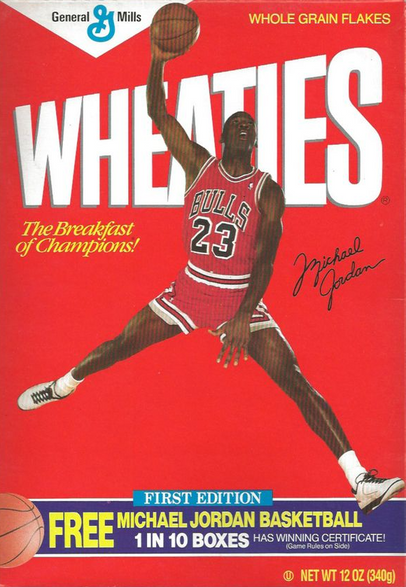 General Mills
WHOLE GRAIN FLAKES
WHEATIES®
The Breakfast
of Champions!
BULLS
23
Michael
Jordan
FIRST EDITION
FREE MICHAEL JORDAN BASKETBALL
1 IN 10 BOXES HAS WINNING CERTIFICATE!
(Game Rules on Side)
Ⓤ NET WT 12 OZ (340g)